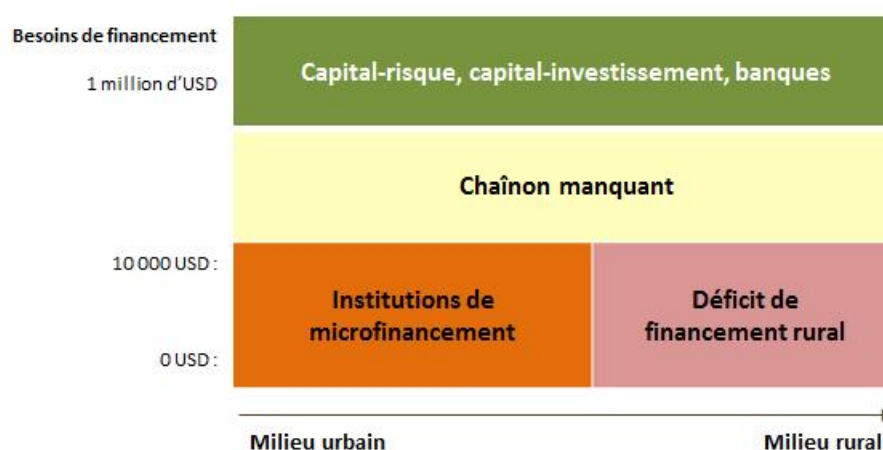 Besoins de financement
1 million d’USD
Capital-risque, capital-investissement, banques
Chaînon manquant
10 000 USD :
Institutions de
microfinancement
Déficit de
financement rural
0 USD :
Milieu urbain
Milieu rural